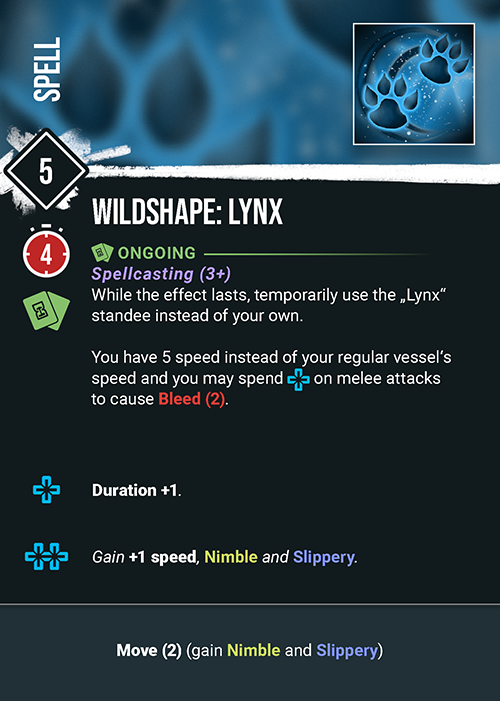 SPELL
5
WILDSHAPE: LYNX
4
ONGOING
Spellcasting (3+)
While the effect lasts, temporarily use the „Lynx“
standee instead of your own.
You have 5 speed instead of your regular vessel’s
speed and you may spend on melee attacks
to cause Bleed (2).
Duration +1.
Gain +1 speed, Nimble and Slippery.
Move (2) (gain Nimble and Slippery)